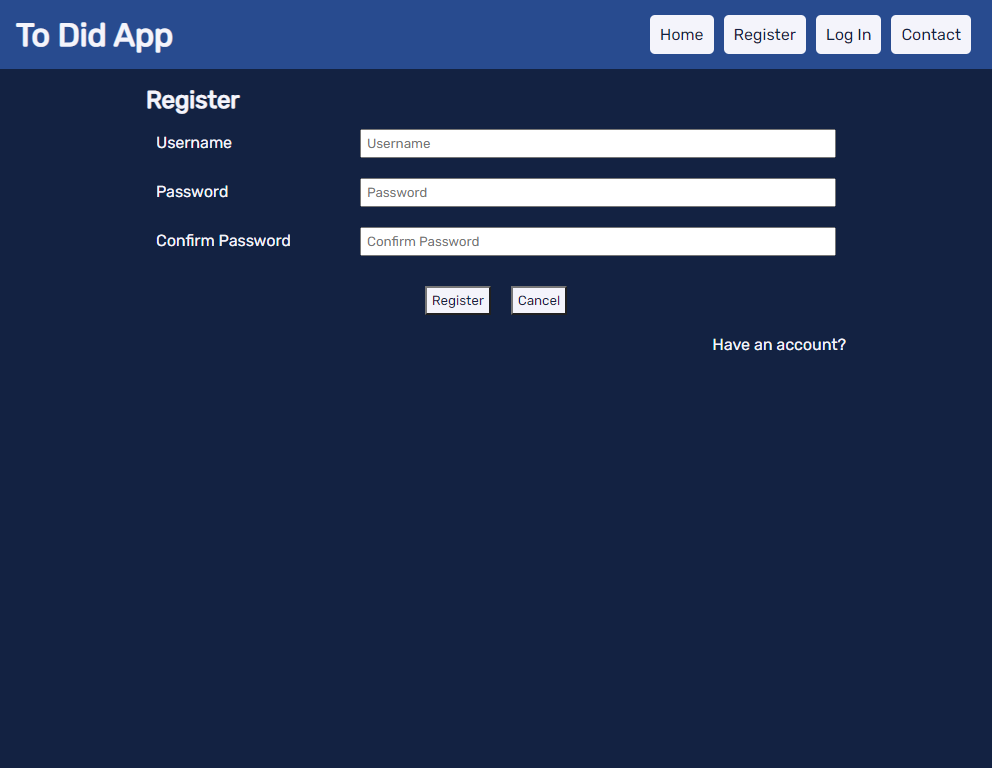 To Did App
Home Register Log In Contact
Register
Username Username
Password Password
Confirm Password Confirm Password
Register Cancel
Have an account?